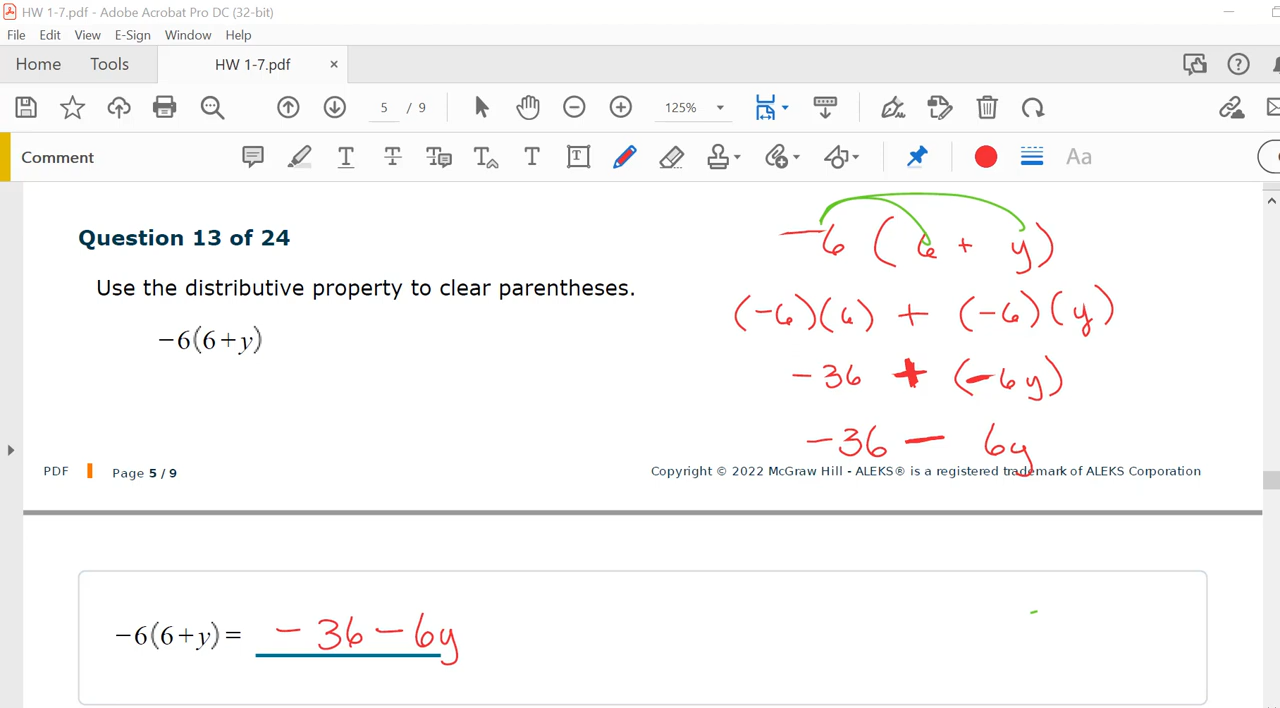 HW 1-7.pdf - Adobe Acrobat Pro DC (32-bit)
File Edit View E-Sign Window Help
Home Tools HW 1-7.pdf ×
5 / 9 125%
Comment Aa
Question 13 of 24
Use the distributive property to clear parentheses.
−6(6+y)
−6 ( 6 + y)
(−6)(6) + (−6)(y)
−36 + (−6y)
−36 − 6y
PDF Page 5 / 9 Copyright © 2022 McGraw Hill - ALEKS® is a registered trademark of ALEKS Corporation
−6(6+y) = − 36 − 6y